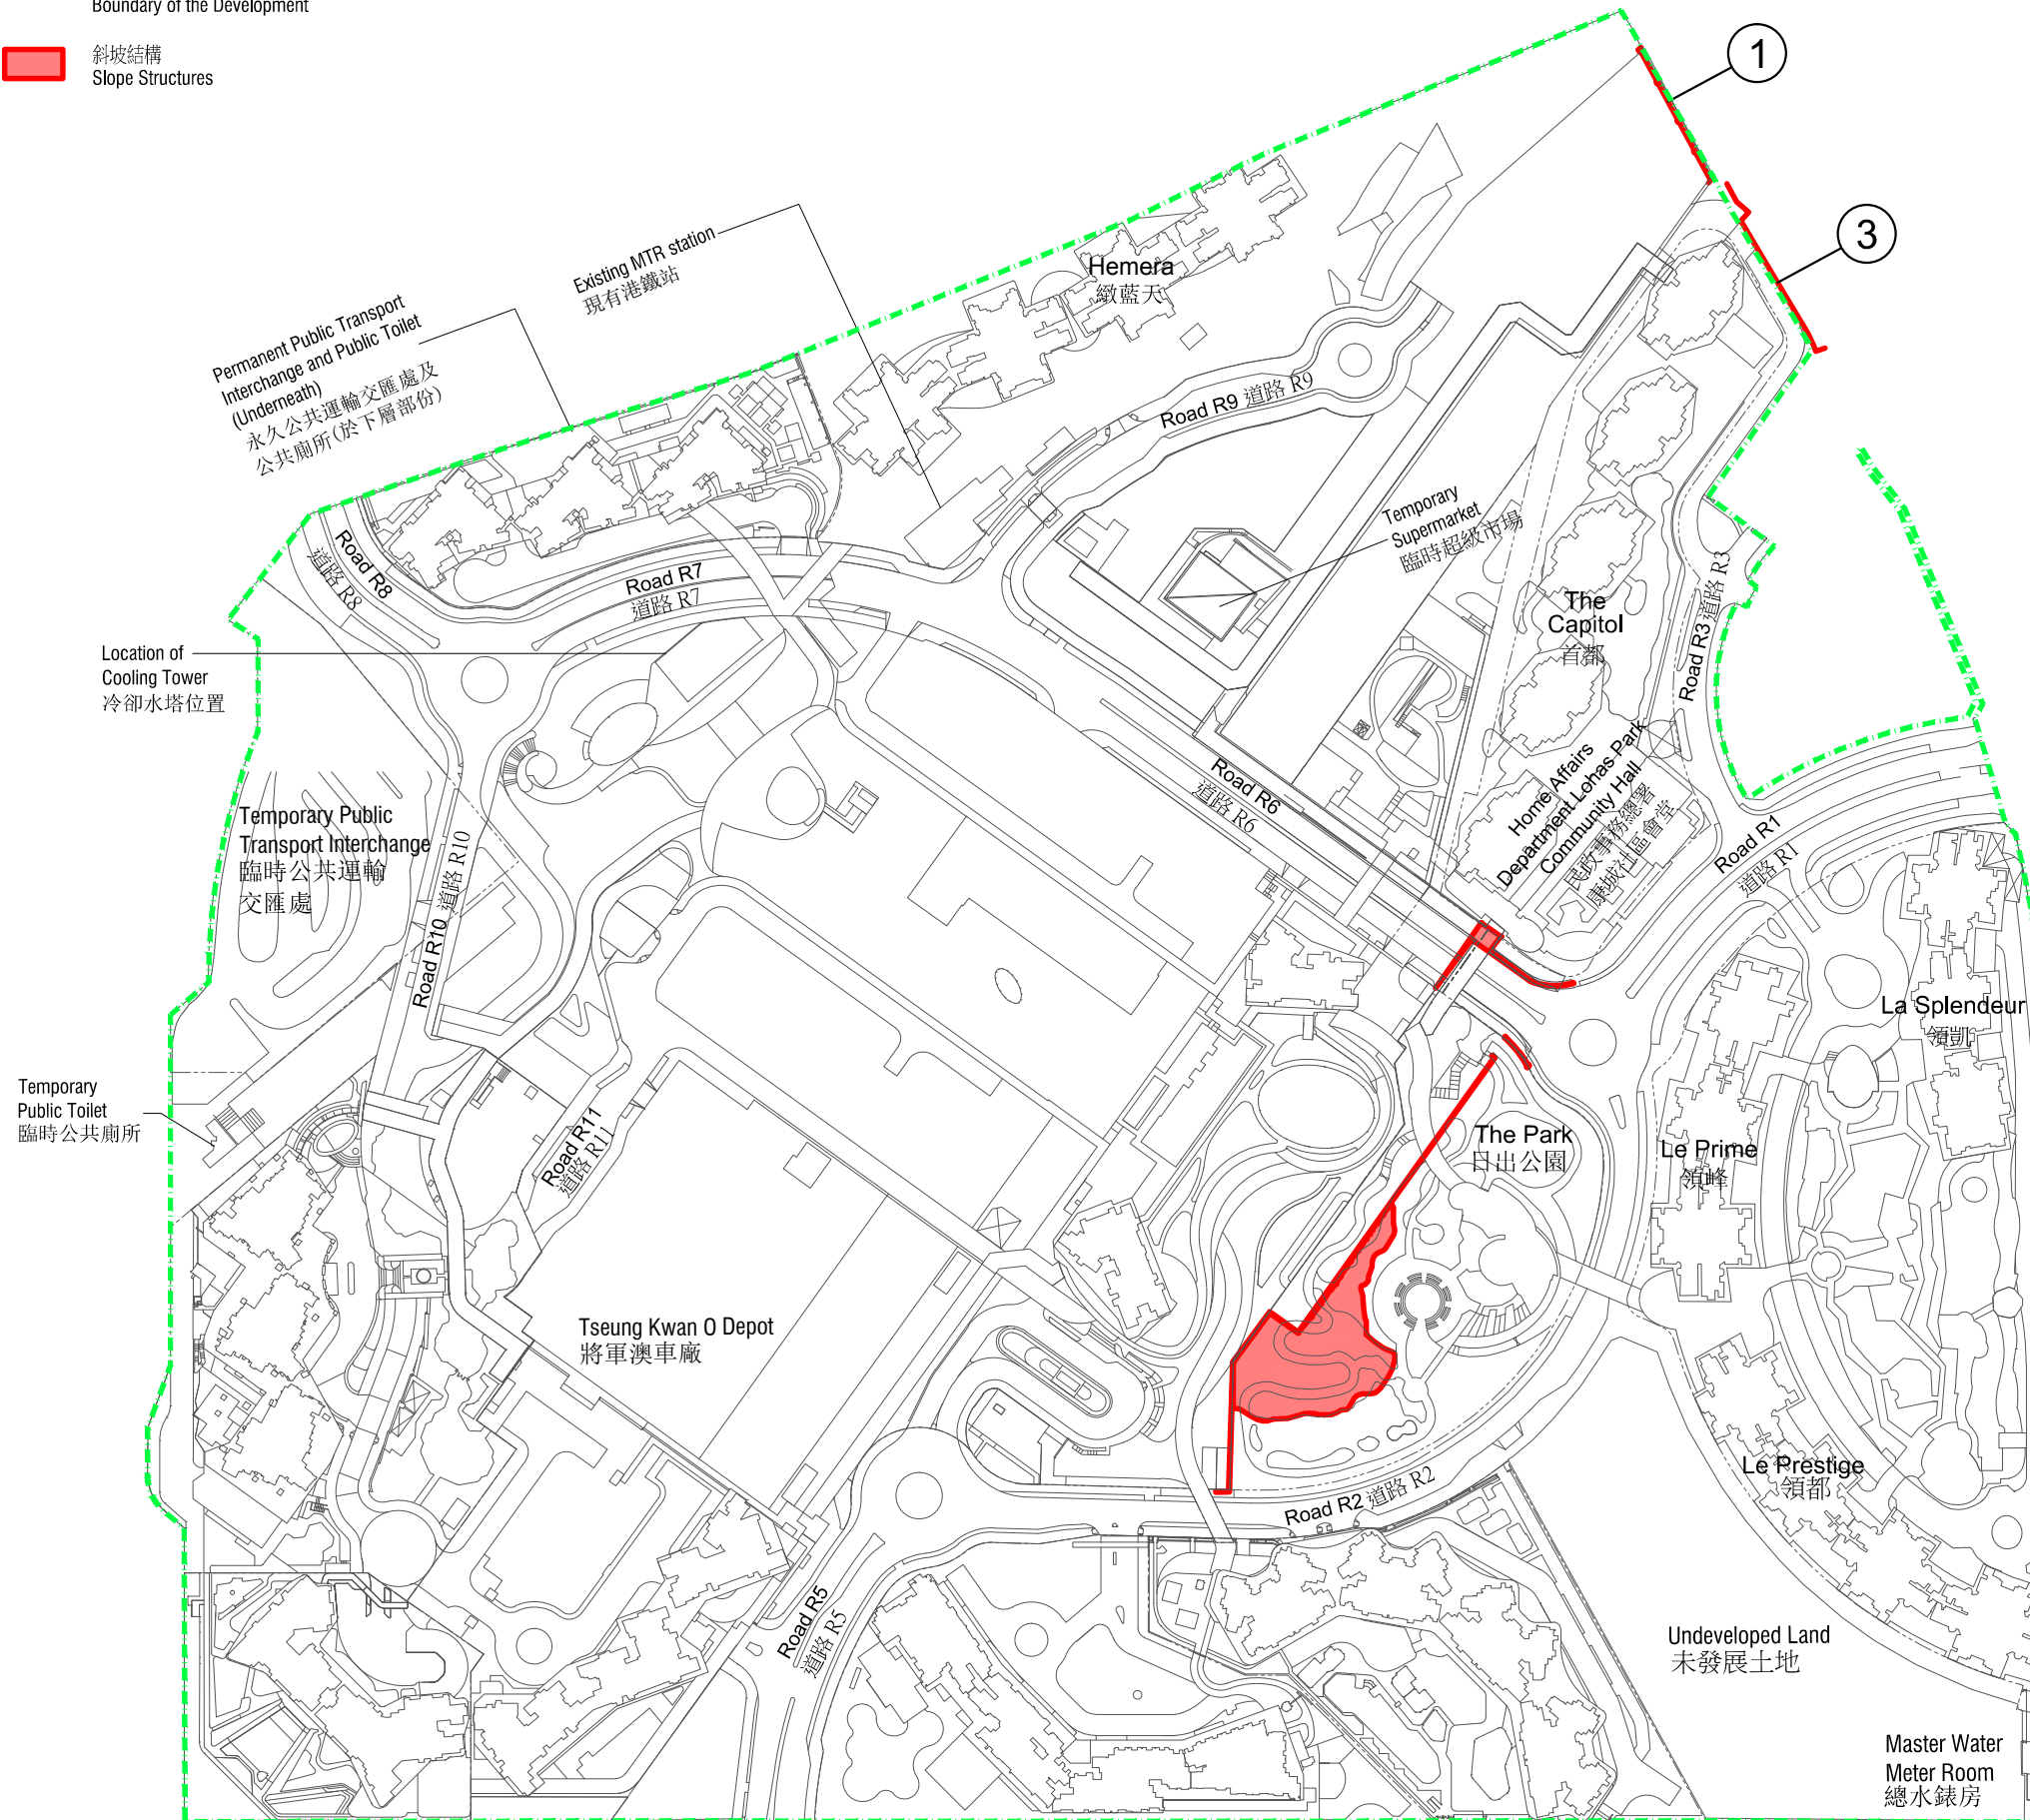 Boundary of the Development
斜坡結構
Slope Structures
1
3
Existing MTR station
現有港鐵站
Permanent Public Transport
Interchange and Public Toilet
(Underneath)
永久公共運輸交匯處及
公共廁所(於下層部份)
Hemera
緻藍天
Road R9 道路 R9
Temporary
Supermarket
臨時超級市場
Road R8
道路 R8
Road R7
道路 R7
The
Capitol
首都
Road R3 道路 R3
Location of
Cooling Tower
冷卻水塔位置
Road R6
道路 R6
Home Affairs
Department Lohas Park
Community Hall
民政事務總署
康城社區會堂
Road R1
道路 R1
Temporary Public
Transport Interchange
臨時公共運輸
交匯處
Road R10 道路 R10
La Splendeur
領凱
Temporary
Public Toilet
臨時公共廁所
Road R11
道路 R11
The Park
日出公園
Le Prime
領峰
Tseung Kwan O Depot
將軍澳車廠
Le Prestige
領都
Road R2 道路 R2
Road R5
道路 R5
Undeveloped Land
未發展土地
Master Water
Meter Room
總水錶房